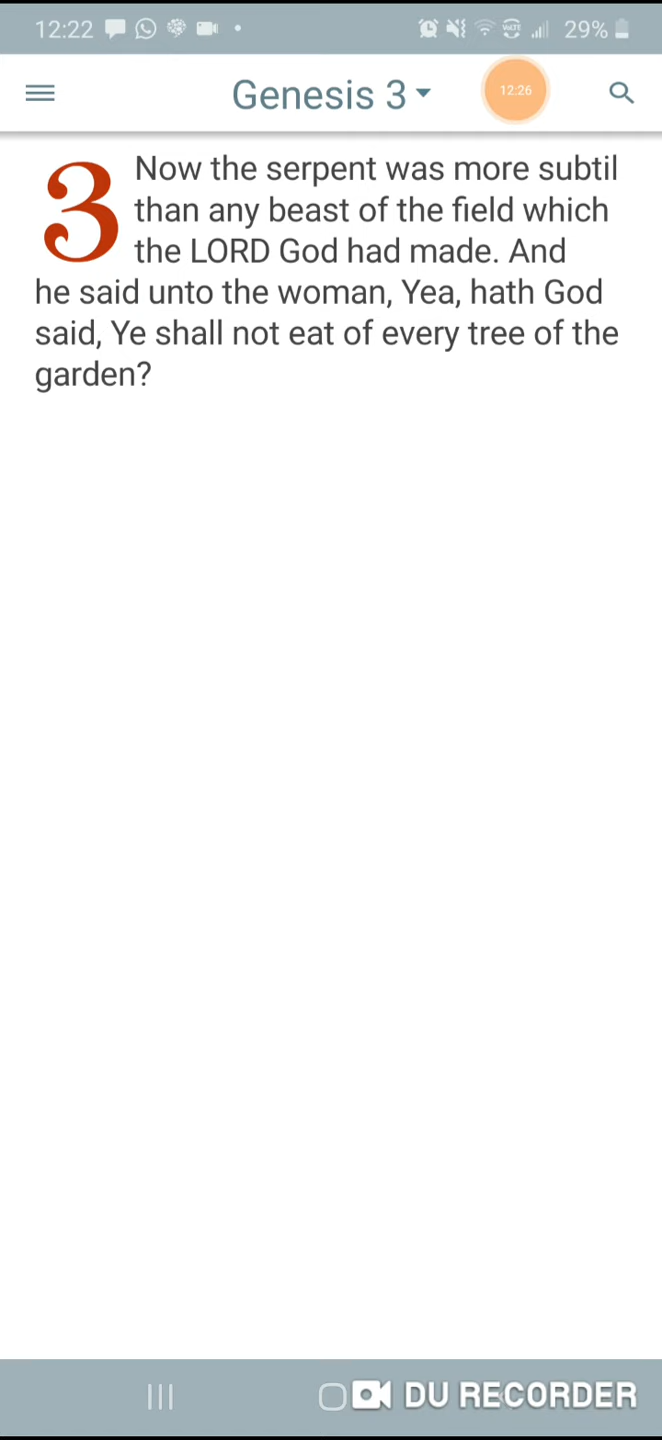 12:22 29%
Genesis 3 12:26
3 Now the serpent was more subtil
than any beast of the field which
the LORD God had made. And
he said unto the woman, Yea, hath God
said, Ye shall not eat of every tree of the
garden?
DU RECORDER